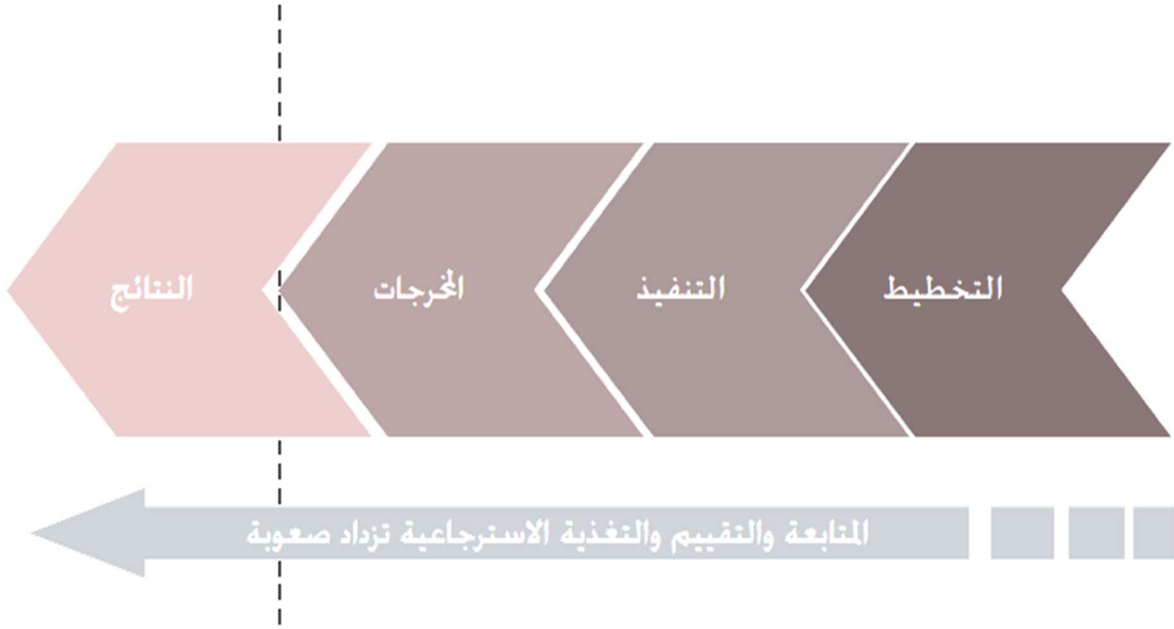 التخطيط
التنفيذ
المخرجات
النتائج
المتابعة والتقييم والتغذية الاسترجاعية تزداد صعوبة